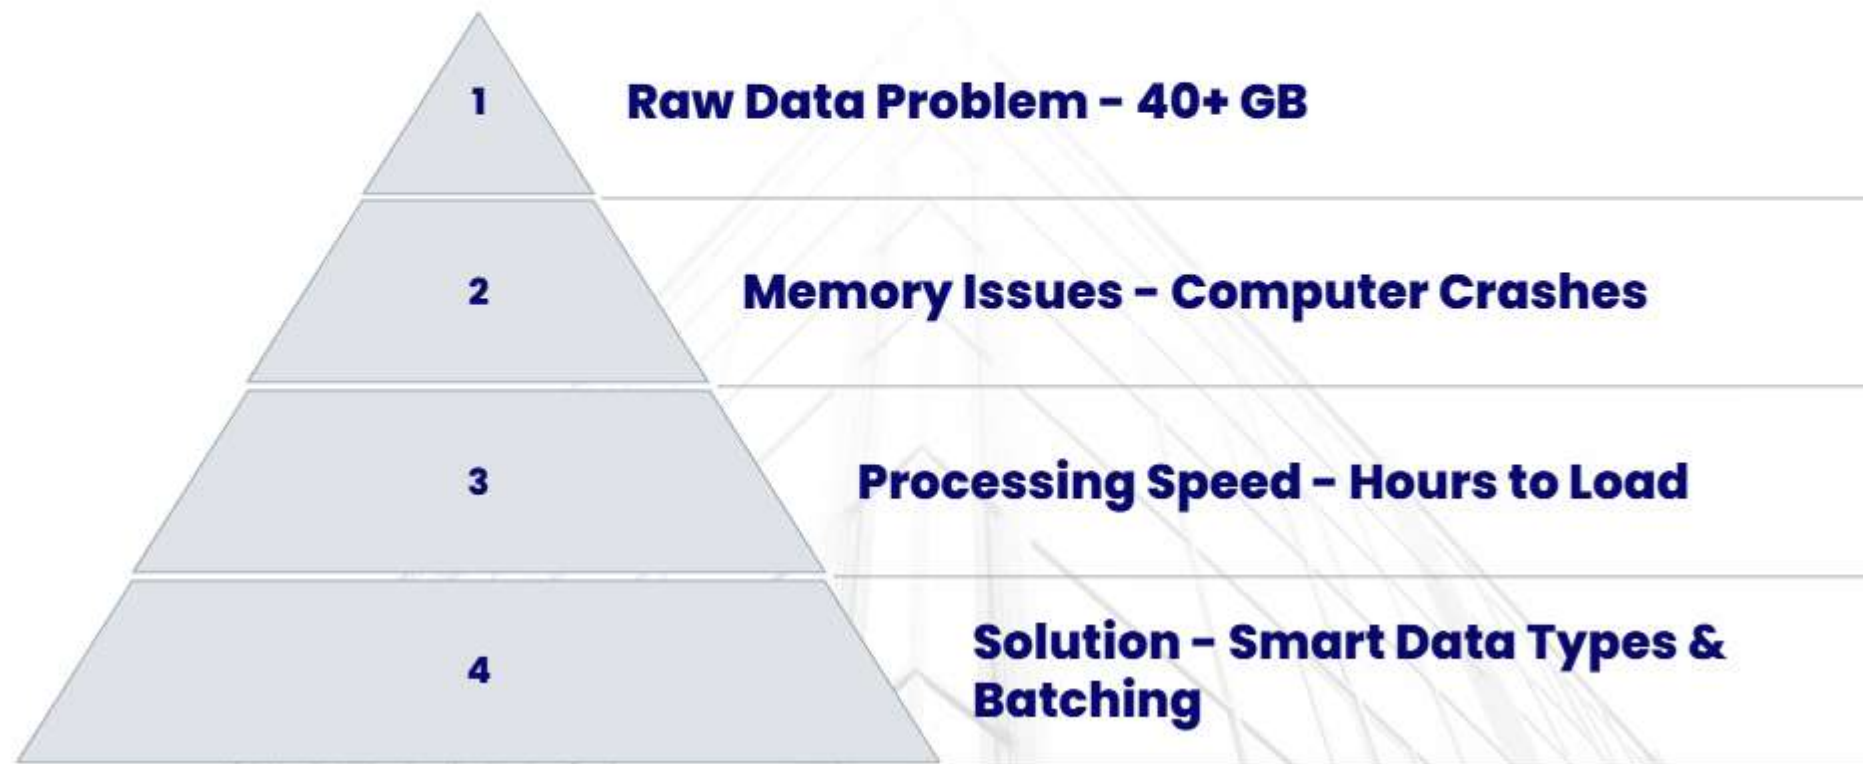 1
Raw Data Problem - 40+ GB
2
Memory Issues - Computer Crashes
3
Processing Speed - Hours to Load
4
Solution - Smart Data Types &
Batching